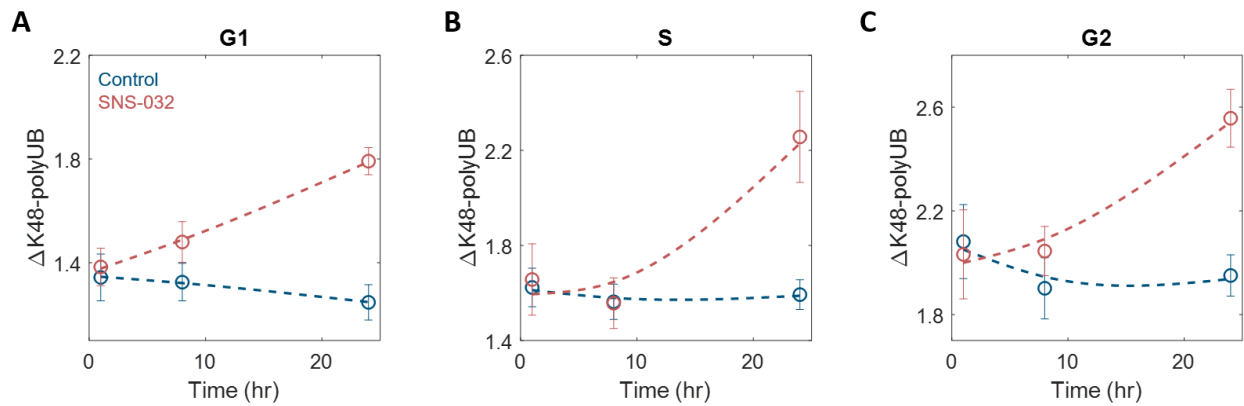 A
G1
2.2
1.8
1.4
ΔK48-polyUB
Control
SNS-032
0
10
20
Time (hr)
B
S
2.6
2.2
1.8
1.4
ΔK48-polyUB
0
10
20
Time (hr)
C
G2
2.6
2.2
1.8
ΔK48-polyUB
0
10
20
Time (hr)